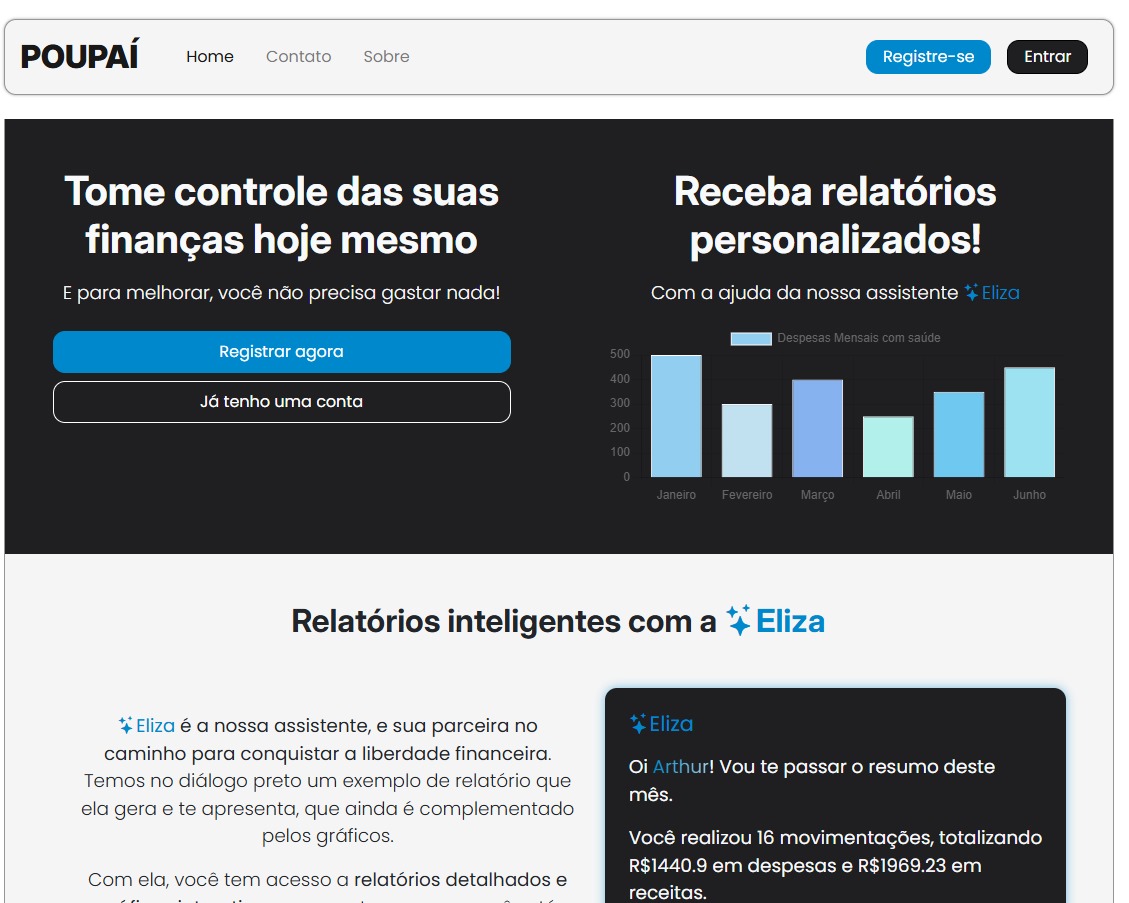 POUPAÍ
Home
Contato
Sobre
Registre-se
Entrar
Tome controle das suas
finanças hoje mesmo
E para melhorar, você não precisa gastar nada!
Registrar agora
Já tenho uma conta
Receba relatórios
personalizados!
Com a ajuda da nossa assistente Eliza
Despesas Mensais com saúde
500
400
300
200
100
0
Janeiro Fevereiro Março Abril Maio Junho
Relatórios inteligentes com a Eliza
Eliza é a nossa assistente, e sua parceira no
caminho para conquistar a liberdade financeira.
Temos no diálogo preto um exemplo de relatório que
ela gera e te apresenta, que ainda é complementado
pelos gráficos.
Com ela, você tem acesso a relatórios detalhados e
Eliza
Oi Arthur! Vou te passar o resumo deste
mês.
Você realizou 16 movimentações, totalizando
R$1440.9 em despesas e R$1969.23 em
receitas.